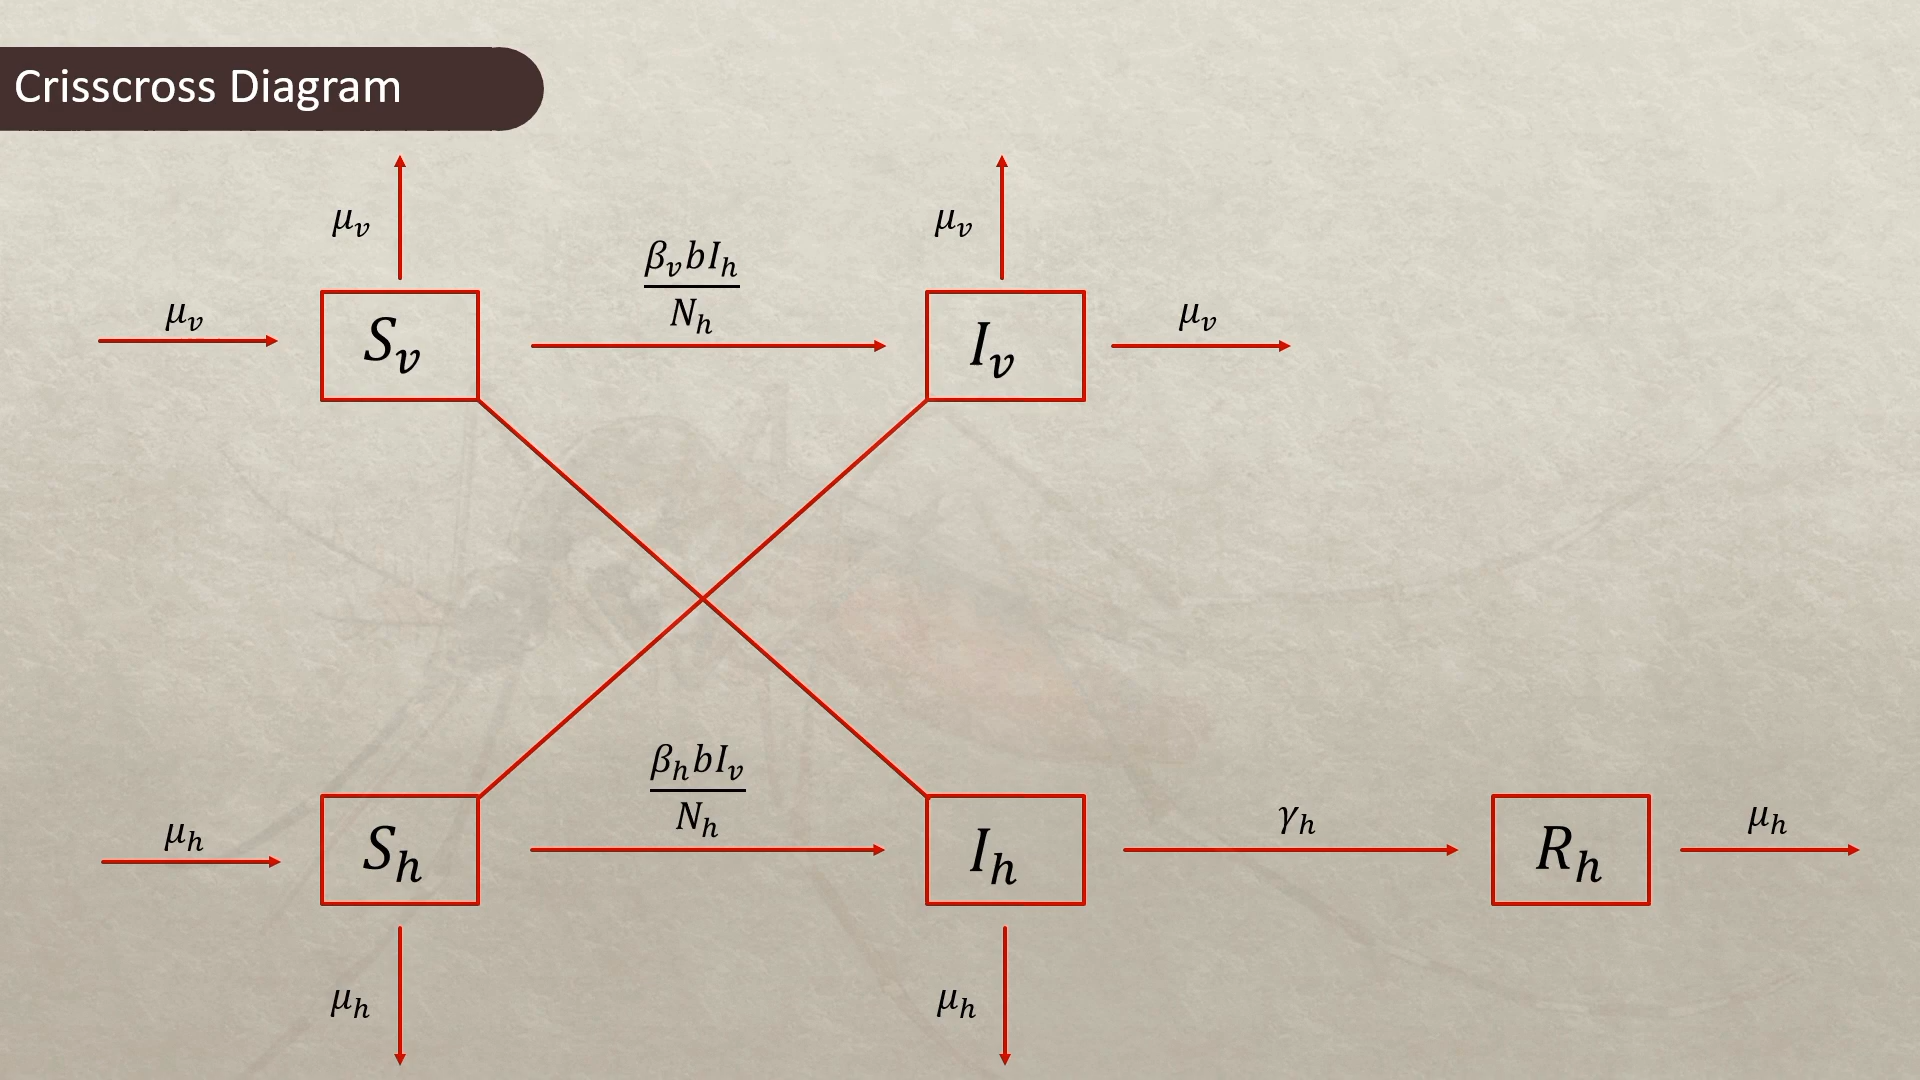 Crisscross Diagram
μ_v
μ_v
μ_v
μ_v
β_v b I_h
N_h
S_v
I_v
β_h b I_v
N_h
μ_h
γ_h
μ_h
S_h
I_h
R_h
μ_h
μ_h